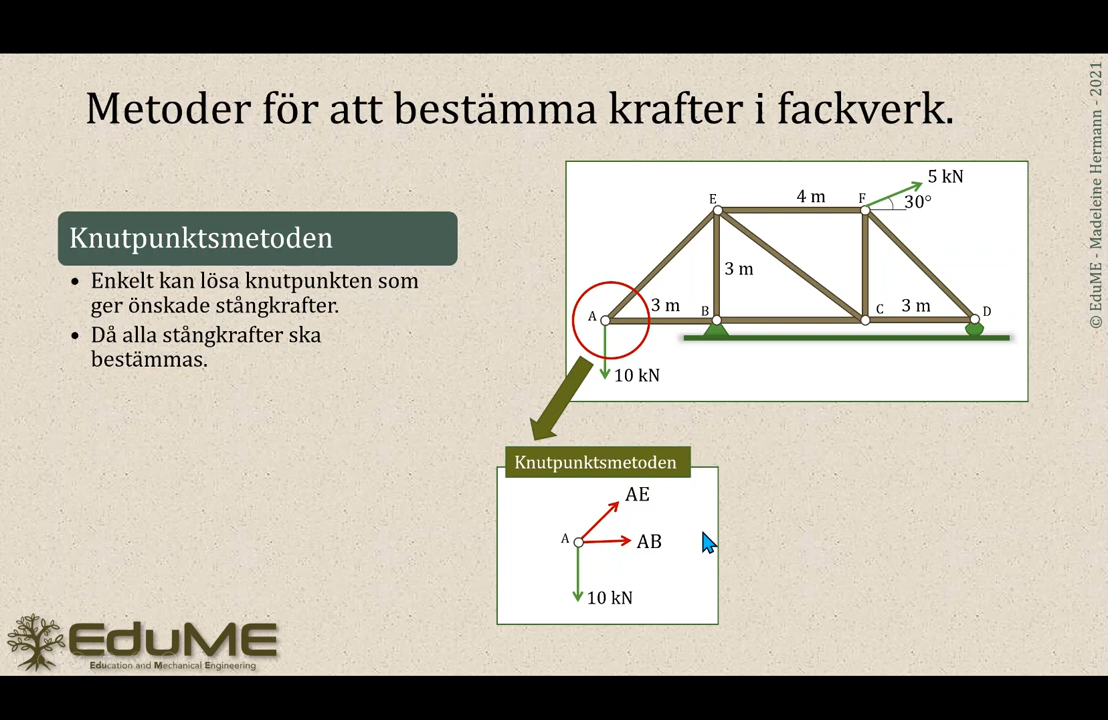 Metoder för att bestämma krafter i fackverk.
Knutpunktsmetoden
• Enkelt kan lösa knutpunkten som
ger önskade stångkrafter.
• Då alla stångkrafter ska
bestämmas.
5 kN
E
4 m
F
30°
3 m
A
3 m
B
C
3 m
D
10 kN
Knutpunktsmetoden
AE
A
AB
10 kN
EduME
Education and Mechanical Engineering
© EduME - Madeleine Hermann - 2021